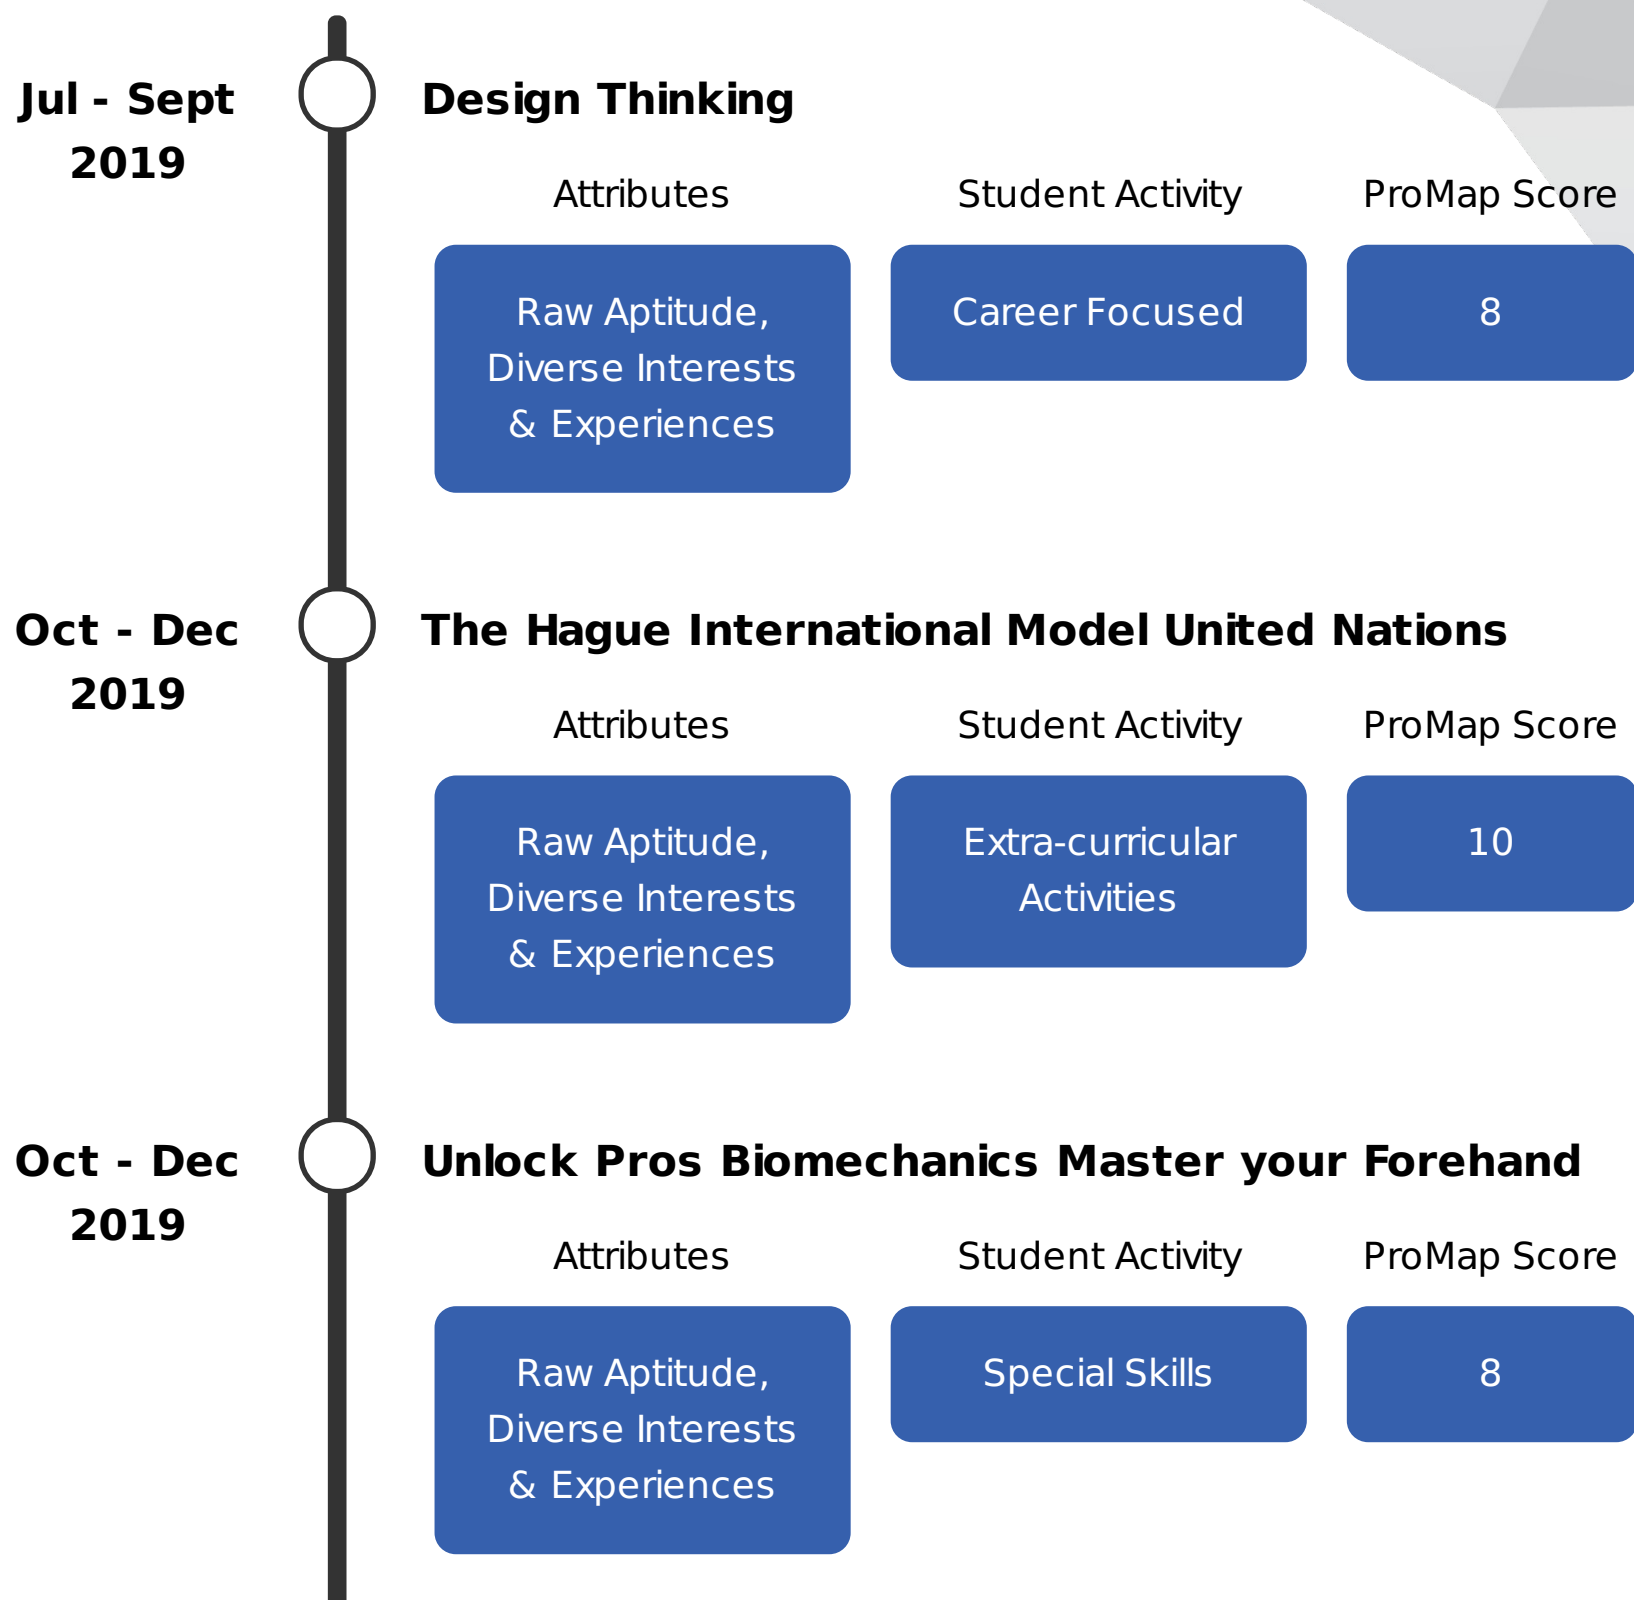 Jul - Sept
2019
Design Thinking
Attributes
Student Activity
ProMap Score
Raw Aptitude,
Diverse Interests
& Experiences
Career Focused
8
Oct - Dec
2019
The Hague International Model United Nations
Attributes
Student Activity
ProMap Score
Raw Aptitude,
Diverse Interests
& Experiences
Extra-curricular
Activities
10
Oct - Dec
2019
Unlock Pros Biomechanics Master your Forehand
Attributes
Student Activity
ProMap Score
Raw Aptitude,
Diverse Interests
& Experiences
Special Skills
8